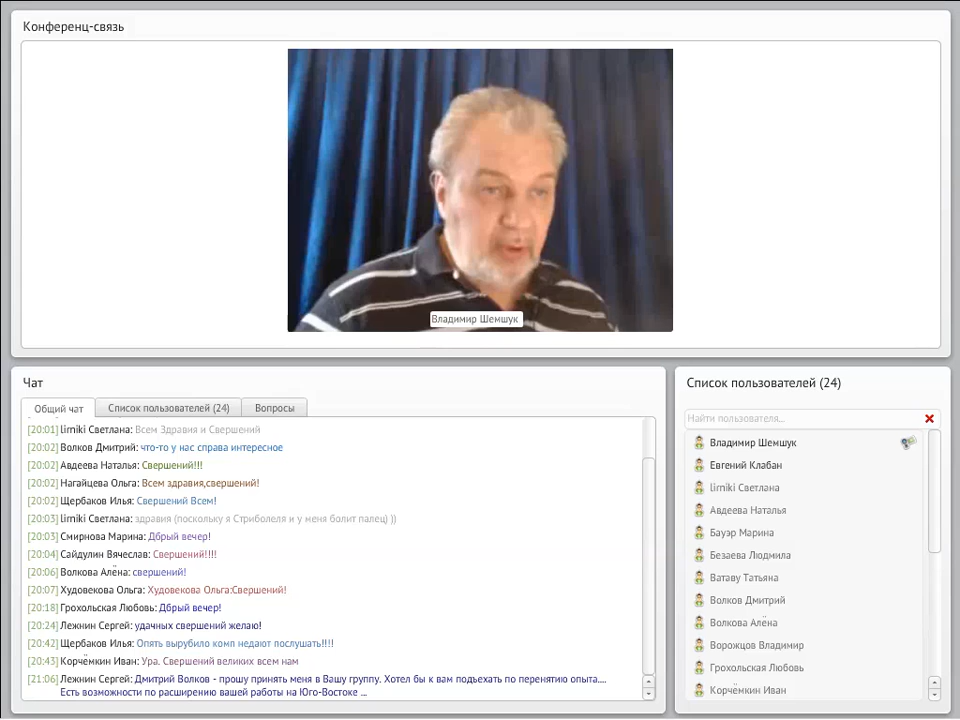 Конференц-связь
Владимир Шемшук
Чат
Общий чат
Список пользователей (24)
Вопросы
[20:01] lirniki Светлана: Всем Здравия и Свершений
[20:02] Волков Дмитрий: что-то у нас справа интересное
[20:02] Авдеева Наталья: Свершений!!!
[20:02] Нагайцева Ольга: Всем здравия,свершений!
[20:02] Щербаков Илья: Свершений Всем!
[20:03] lirniki Светлана: здравия (поскольку я Стриболеля и у меня болит палец) ))
[20:03] Смирнова Марина: Дбрый вечер!
[20:04] Сайдулин Вячеслав: Свершений!!!!
[20:06] Волкова Алёна: свершений!
[20:07] Худовекова Ольга: Худовекова Ольга:Свершений!
[20:18] Грохольская Любовь: Дбрый вечер!
[20:24] Лежнин Сергей: удачных свершений желаю!
[20:42] Щербаков Илья: Опять вырубило комп недают послушать!!!!
[20:43] Корчёмкин Иван: Ура. Свершений великих всем нам
[21:06] Лежнин Сергей: Дмитрий Волков - прошу принять меня в Вашу группу. Хотел бы к вам подъехать по перенятию опыта....
Есть возможности по расширению вашей работы на Юго-Востоке ...
Список пользователей (24)
Найти пользователя...
Владимир Шемшук
Евгений Клабан
lirniki Светлана
Авдеева Наталья
Бауэр Марина
Безаева Людмила
Ватаву Татьяна
Волков Дмитрий
Волкова Алёна
Ворожцов Владимир
Грохольская Любовь
Корчёмкин Иван